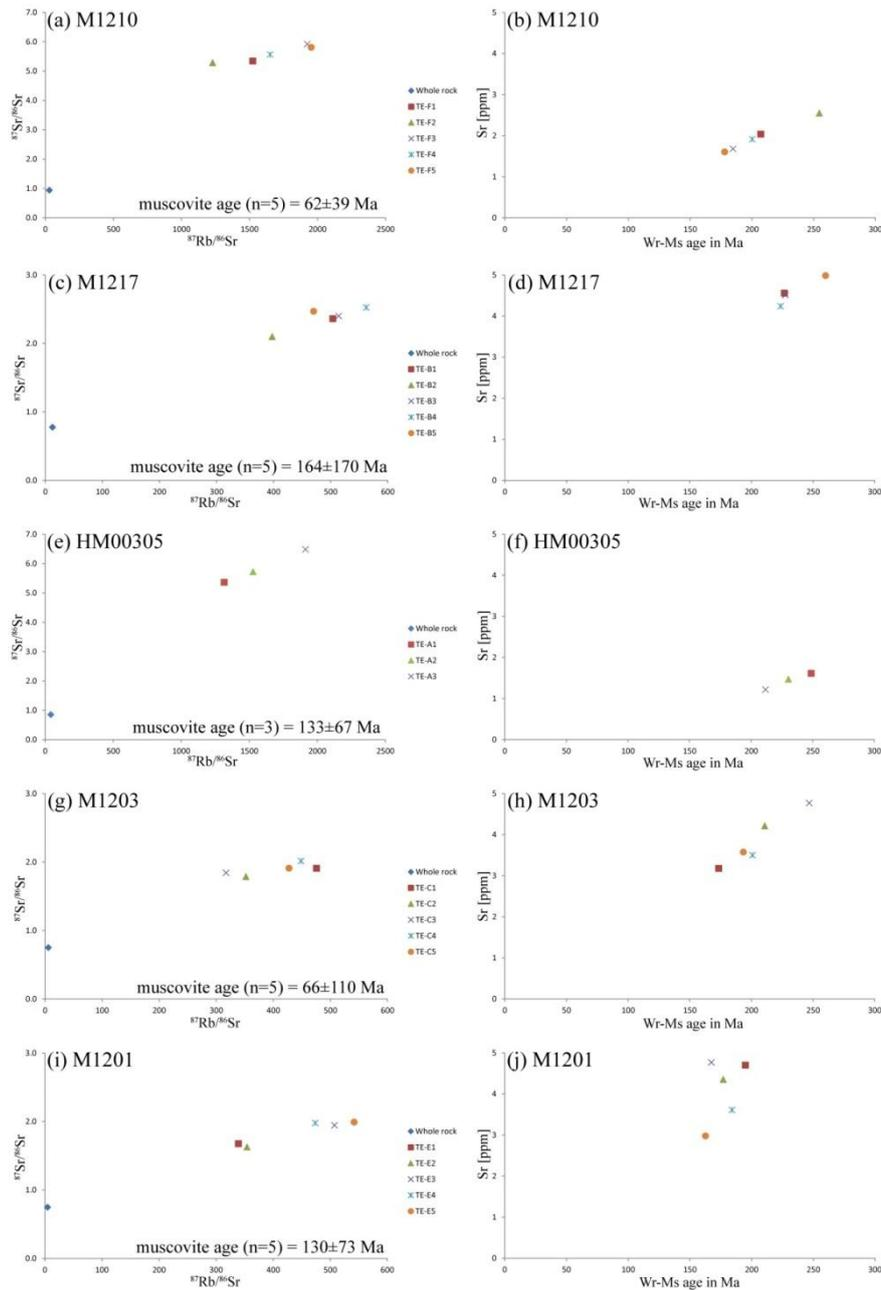 (a) M1210
7.0
6.0
5.0
4.0
3.0
2.0
1.0
0.0
⁸⁷Sr/⁸⁶Sr
0 500 1000 1500 2000 2500
⁸⁷Rb/⁸⁶Sr
muscovite age (n=5) = 62±39 Ma
Whole rock
TE-F1
TE-F2
TE-F3
TE-F4
TE-F5
(b) M1210
5
4
3
2
1
0
Sr [ppm]
0 50 100 150 200 250 300
Wr-Ms age in Ma
(c) M1217
3.0
2.0
1.0
0.0
⁸⁷Sr/⁸⁶Sr
0 100 200 300 400 500 600
⁸⁷Rb/⁸⁶Sr
muscovite age (n=5) = 164±170 Ma
Whole rock
TE-B1
TE-B2
TE-B3
TE-B4
TE-B5
(d) M1217
5
4
3
2
1
0
Sr [ppm]
0 50 100 150 200 250 300
Wr-Ms age in Ma
(e) HM00305
7.0
6.0
5.0
4.0
3.0
2.0
1.0
0.0
⁸⁷Sr/⁸⁶Sr
0 500 1000 1500 2000 2500
⁸⁷Rb/⁸⁶Sr
muscovite age (n=3) = 133±67 Ma
Whole rock
TE-A1
TE-A2
TE-A3
(f) HM00305
5
4
3
2
1
0
Sr [ppm]
0 50 100 150 200 250 300
Wr-Ms age in Ma
(g) M1203
3.0
2.0
1.0
0.0
⁸⁷Sr/⁸⁶Sr
0 100 200 300 400 500 600
⁸⁷Rb/⁸⁶Sr
muscovite age (n=5) = 66±110 Ma
Whole rock
TE-C1
TE-C2
TE-C3
TE-C4
TE-C5
(h) M1203
5
4
3
2
1
0
Sr [ppm]
0 50 100 150 200 250 300
Wr-Ms age in Ma
(i) M1201
3.0
2.0
1.0
0.0
⁸⁷Sr/⁸⁶Sr
0 100 200 300 400 500 600
⁸⁷Rb/⁸⁶Sr
muscovite age (n=5) = 130±73 Ma
Whole rock
TE-E1
TE-E2
TE-E3
TE-E4
TE-E5
(j) M1201
5
4
3
2
1
0
Sr [ppm]
0 50 100 150 200 250 300
Wr-Ms age in Ma